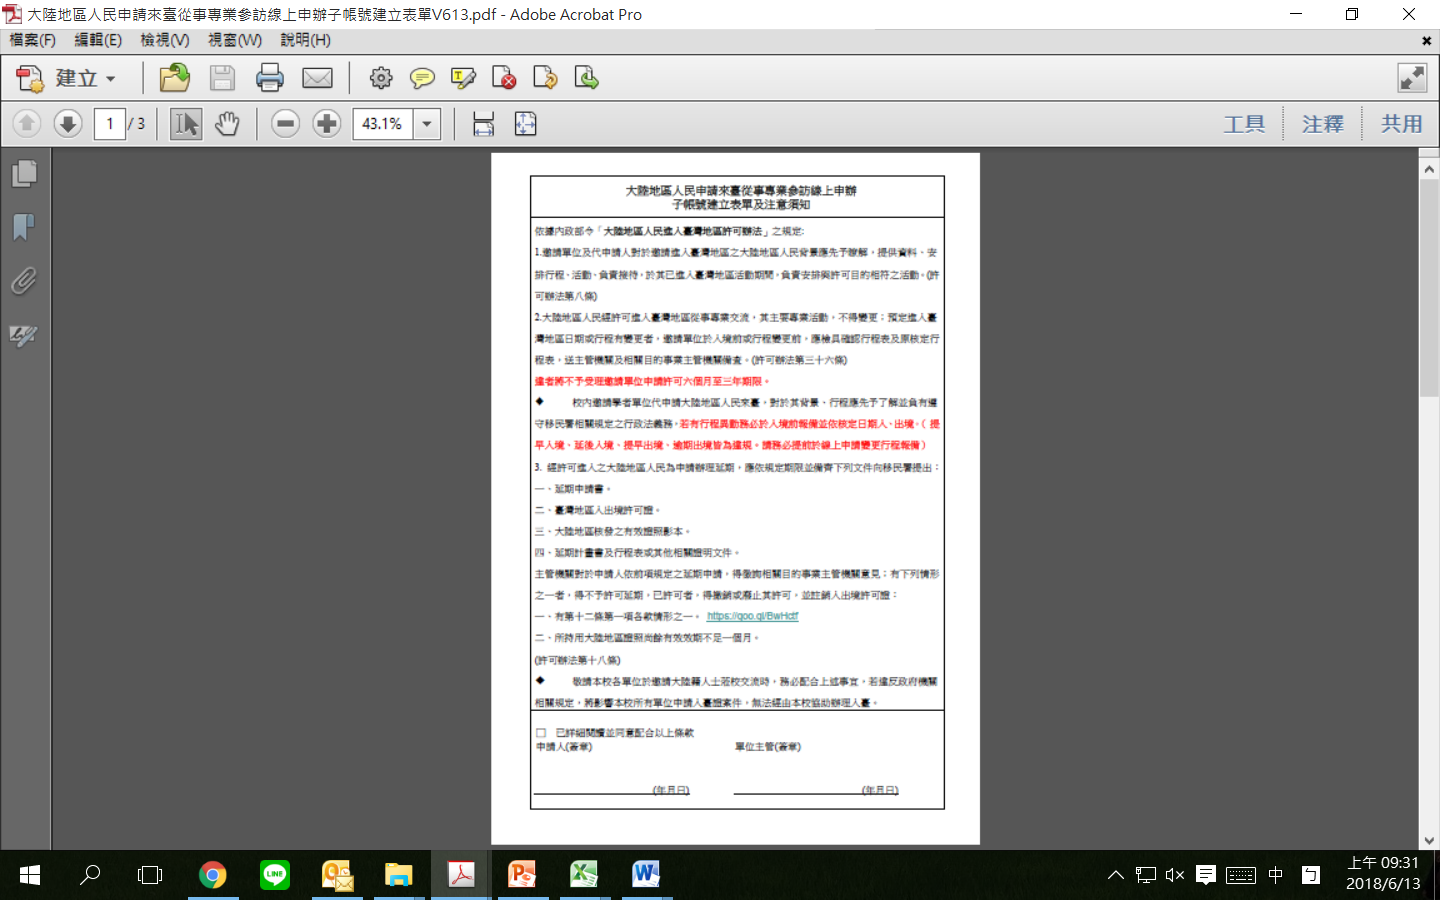 大陸地區人民申請來臺從事專業參訪線上申辦子帳號建立表單V613.pdf - Adobe Acrobat Pro
檔案(F) 編輯(E) 檢視(V) 視窗(W) 說明(H)
建立
1 / 3 43.1% 工具 注釋 共用
大陸地區人民申請來臺從事專業參訪線上申辦
子帳號建立表單及注意須知
依據內政部令「大陸地區人民進入臺灣地區許可辦法」之規定:
1.邀請單位及代申請人對於邀請進入臺灣地區之大陸地區人民背景應先予瞭解，提供資料、安
排行程、活動、負責接待，於其已進入臺灣地區活動期間，負責安排與許可目的相符之活動。(許
可辦法第八條)
2.大陸地區人民經許可進入臺灣地區從事專業交流，其主要專業活動，不得變更；預定進入臺
灣地區日期或行程有變更者，邀請單位於入境前或行程變更前，應檢具確認行程表及原核定行
程表，送主管機關及相關目的事業主管機關備查。(許可辦法第三十六條)
違者將不予受理邀請單位申請許可六個月至三年期限。
◆ 校內邀請學者單位代申請大陸地區人民來臺，對於其背景、行程應先予了解並負有遵
守移民署相關規定之行政法義務，若有行程異動務必於入境前報備並依核定日期入、出境，（ 提
早入境、延後入境、提早出境、逾期出境皆為違規。請務必提前於線上申請變更行程報備）
3. 經許可進入之大陸地區人民為申請辦理延期，應依規定期限並備齊下列文件向移民署提出：
一、延期申請書。
二、臺灣地區入出境許可證。
三、大陸地區核發之有效證照影本。
四、延期計畫書及行程表或其他相關證明文件。
主管機關對於申請人依前項規定之延期申請，得徵詢相關目的事業主管機關意見；有下列情形
之一者，得不予許可延期，已許可者，得撤銷或廢止其許可，並註銷入出境許可證：
一、有第十二條第一項各款情形之一。 https://goo.gl/BwHctf
二、所持用大陸地區證照尚餘有效效期不足一個月。
(許可辦法第十八條)
◆ 敬請本校各單位於邀請大陸籍人士蒞校交流時，務必配合上述事宜，若違反政府機關
相關規定，將影響本校所有單位申請入臺證案件，無法經由本校協助辦理入臺。
□ 已詳細閱讀並同意配合以上條款
申請人(簽章) 單位主管(簽章)
(年月日) (年月日)
中 上午 09:31
2018/6/13